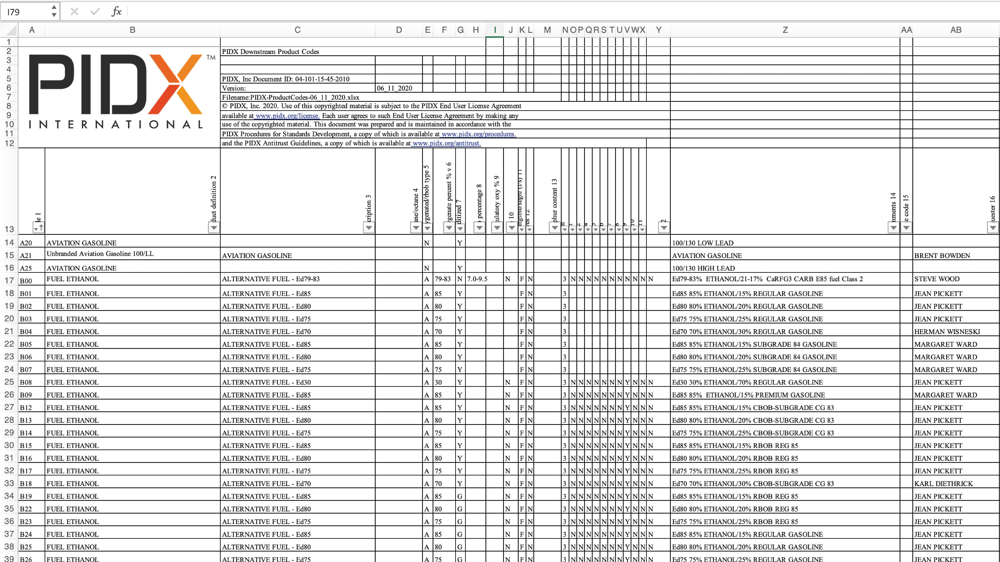 I79 fx
A B C D E F G H I J K L M N O P Q R S T U V W X Y Z AA AB
1
2 PIDX Downstream Product Codes
3
4
PIDX ™
INTERNATIONAL
5 PIDX, Inc Document ID: 04-101-15-45-2010
6 Version: 06_11_2020
7 Filename:PIDX-ProductCodes-06_11_2020.xlsx
8 © PIDX, Inc. 2020. Use of this copyrighted material is subject to the PIDX End User License Agreement
9 available at www.pidx.org/license. Each user agrees to such End User License Agreement by making any
10 use of the copyrighted material. This document was prepared and is maintained in accordance with the
11 PIDX Procedures for Standards Development, a copy of which is available at www.pidx.org/procedures.
12 and the PIDX Antitrust Guidelines, a copy of which is available at www.pidx.org/antitrust.
13 le 1 duct definition 2 cription 3 ane/octane 4 ygenated/rbob type 5 ygenate percent % v 6 ditized 7 percentage 8 ulatory oxy % 9 10 phur content 13 2 nments 14 e code 15 uester 16
14 A20 AVIATION GASOLINE N Y 100/130 LOW LEAD
15 A21 Unbranded Aviation Gasoline 100/LL AVIATION GASOLINE AVIATION GASOLINE BRENT BOWDEN
16 A25 AVIATION GASOLINE N Y 100/130 HIGH LEAD
17 B00 FUEL ETHANOL ALTERNATIVE FUEL - Ed79-83 A 79-83 N 7.0-9.5 N F N 3 N N N N N N N N N N N Ed79-83% ETHANOL/21-17% CaRFG3 CARB E85 fuel Class 2 STEVE WOOD
18 B01 FUEL ETHANOL ALTERNATIVE FUEL - Ed85 A 85 Y F N 3 Ed85 85% ETHANOL/15% REGULAR GASOLINE JEAN PICKETT
19 B02 FUEL ETHANOL ALTERNATIVE FUEL - Ed80 A 80 Y F N 3 Ed80 80% ETHANOL/20% REGULAR GASOLINE JEAN PICKETT
20 B03 FUEL ETHANOL ALTERNATIVE FUEL - Ed75 A 75 Y F N 3 Ed75 75% ETHANOL/25% REGULAR GASOLINE JEAN PICKETT
21 B04 FUEL ETHANOL ALTERNATIVE FUEL - Ed70 A 70 Y F N 3 Ed70 70% ETHANOL/30% REGULAR GASOLINE HERMAN WISNESKI
22 B05 FUEL ETHANOL ALTERNATIVE FUEL - Ed85 A 85 Y F N 3 Ed85 85% ETHANOL/15% SUBGRADE 84 GASOLINE MARGARET WARD
23 B06 FUEL ETHANOL ALTERNATIVE FUEL - Ed80 A 80 Y F N 3 Ed80 80% ETHANOL/20% SUBGRADE 84 GASOLINE MARGARET WARD
24 B07 FUEL ETHANOL ALTERNATIVE FUEL - Ed75 A 75 Y F N 3 Ed75 75% ETHANOL/25% SUBGRADE 84 GASOLINE MARGARET WARD
25 B08 FUEL ETHANOL ALTERNATIVE FUEL - Ed30 A 30 Y N F N 3 N N N N N N N Y N N N Ed30 30% ETHANOL/70% REGULAR GASOLINE JEAN PICKETT
26 B09 FUEL ETHANOL ALTERNATIVE FUEL - Ed85 A 85 Y N F N 3 N N N N N N N Y N N N Ed85 85% ETHANOL/15% PREMIUM GASOLINE MARGARET WARD
27 B12 FUEL ETHANOL ALTERNATIVE FUEL - Ed85 A 85 Y N F N 3 N N N N N N N Y N N N Ed85 85% ETHANOL/15% CBOB-SUBGRADE CG 83 JEAN PICKETT
28 B13 FUEL ETHANOL ALTERNATIVE FUEL - Ed80 A 80 Y N F N 3 N N N N N N N Y N N N Ed80 80% ETHANOL/20% CBOB-SUBGRADE CG 83 JEAN PICKETT
29 B14 FUEL ETHANOL ALTERNATIVE FUEL - Ed75 A 75 Y N F N 3 N N N N N N N Y N N N Ed75 75% ETHANOL/25% CBOB-SUBGRADE CG 83 JEAN PICKETT
30 B15 FUEL ETHANOL ALTERNATIVE FUEL - Ed85 A 85 Y N F N 3 N N N N N N N Y N N N Ed85 85% ETHANOL/15% RBOB REG 85 JEAN PICKETT
31 B16 FUEL ETHANOL ALTERNATIVE FUEL - Ed80 A 80 Y N F N 3 N N N N N N N Y N N N Ed80 80% ETHANOL/20% RBOB REG 85 JEAN PICKETT
32 B17 FUEL ETHANOL ALTERNATIVE FUEL - Ed75 A 75 Y N F N 3 N N N N N N N Y N N N Ed75 75% ETHANOL/25% RBOB REG 85 JEAN PICKETT
33 B18 FUEL ETHANOL ALTERNATIVE FUEL - Ed70 A 70 Y N F N 3 N N N N N N N Y N N N Ed70 70% ETHANOL/30% CBOB-SUBGRADE CG 83 KARL DIETHRICK
34 B19 FUEL ETHANOL ALTERNATIVE FUEL - Ed85 A 85 G N F N 3 N N N N N N N Y N N N Ed85 85% ETHANOL/15% RBOB REG 85 JEAN PICKETT
35 B22 FUEL ETHANOL ALTERNATIVE FUEL - Ed80 A 80 G N F N 3 N N N N N N N Y N N N Ed80 80% ETHANOL/20% RBOB REG 85 JEAN PICKETT
36 B23 FUEL ETHANOL ALTERNATIVE FUEL - Ed75 A 75 G N F N 3 N N N N N N N Y N N N Ed75 75% ETHANOL/25% RBOB REG 85 JEAN PICKETT
37 B24 FUEL ETHANOL ALTERNATIVE FUEL - Ed85 A 85 G N F N 3 N N N N N N N Y N N N Ed85 85% ETHANOL/15% REGULAR GASOLINE JEAN PICKETT
38 B25 FUEL ETHANOL ALTERNATIVE FUEL - Ed80 A 80 G N F N 3 N N N N N N N Y N N N Ed80 80% ETHANOL/20% REGULAR GASOLINE JEAN PICKETT
39 B26 FUEL ETHANOL ALTERNATIVE FUEL - Ed75 A 75 G N F N 3 N N N N N N N Y N N N Ed75 75% ETHANOL/25% REGULAR GASOLINE JEAN PICKETT